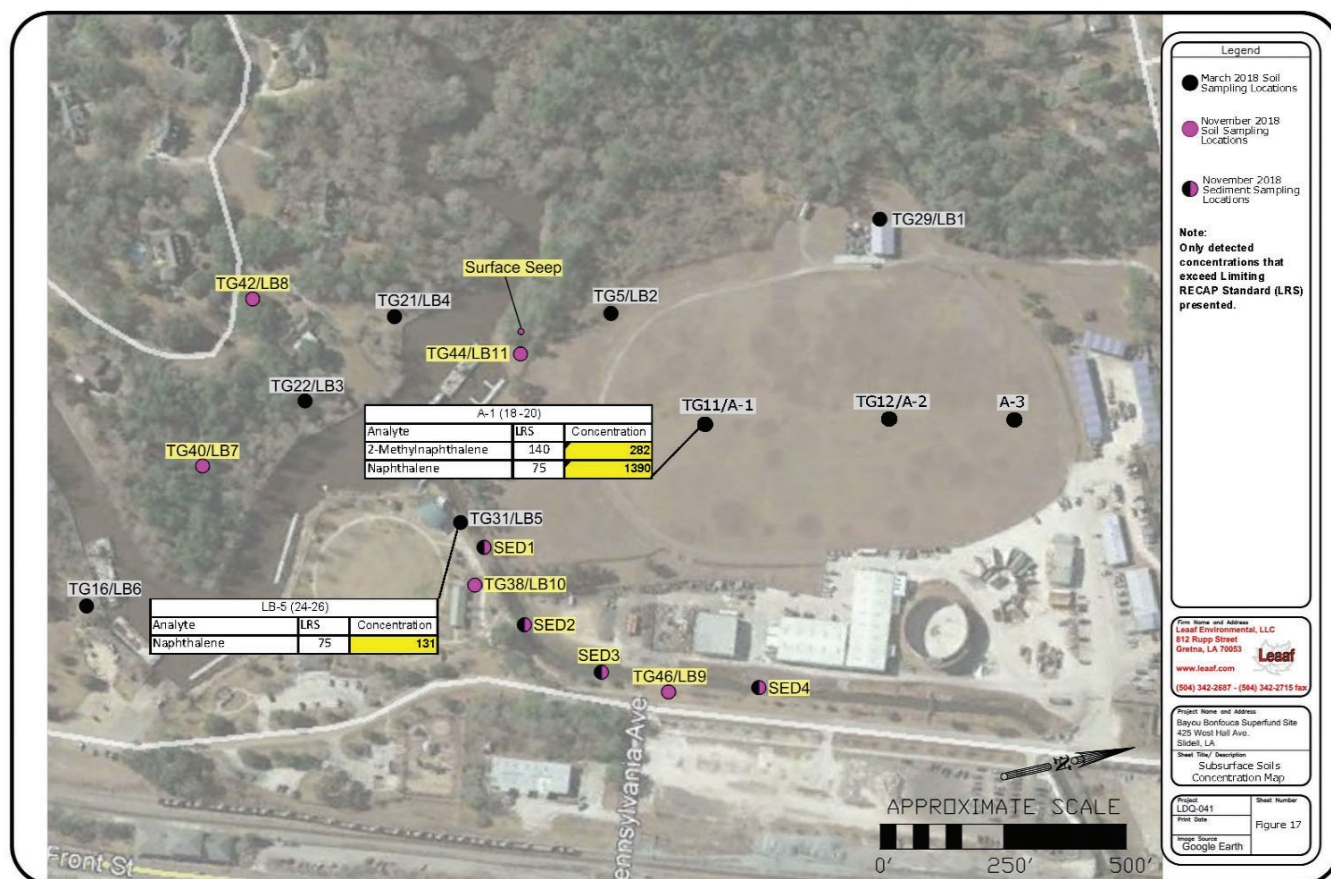 TG29/LB1
Surface Seep
TG42/LB8
TG21/LB4
TG5/LB2
TG44/LB11
TG22/LB3
A-1 (18-20)
Analyte LRS Concentration
2-Methylnaphthalene 140 282
Naphthalene 75 1390
TG11/A-1
TG12/A-2
A-3
TG40/LB7
TG31/LB5
SED1
TG38/LB10
TG16/LB6
LB-5 (24-26)
Analyte LRS Concentration
Naphthalene 75 131
SED2
SED3
TG46/LB9
SED4
ennsylvania Ave
Front St
N
APPROXIMATE SCALE
0' 250' 500'
Legend
March 2018 Soil
Sampling Locations
November 2018
Soil Sampling
Locations
November 2018
Sediment Sampling
Locations
Note:
Only detected
concentrations that
exceed Limiting
RECAP Standard (LRS)
presented.
Firm Name and Address
Leaaf Environmental, LLC
812 Rupp Street
Gretna, LA 70053
www.leaaf.com
Leaaf
(504) 342-2687 - (504) 342-2715 fax
Project Name and Address
Bayou Bonfouca Superfund Site
425 West Hall Ave.
Slidell, LA
Sheet Title/ Description
Subsurface Soils
Concentration Map
Project
LDQ-041
Print Date
Image Source
Google Earth
Sheet Number
Figure 17